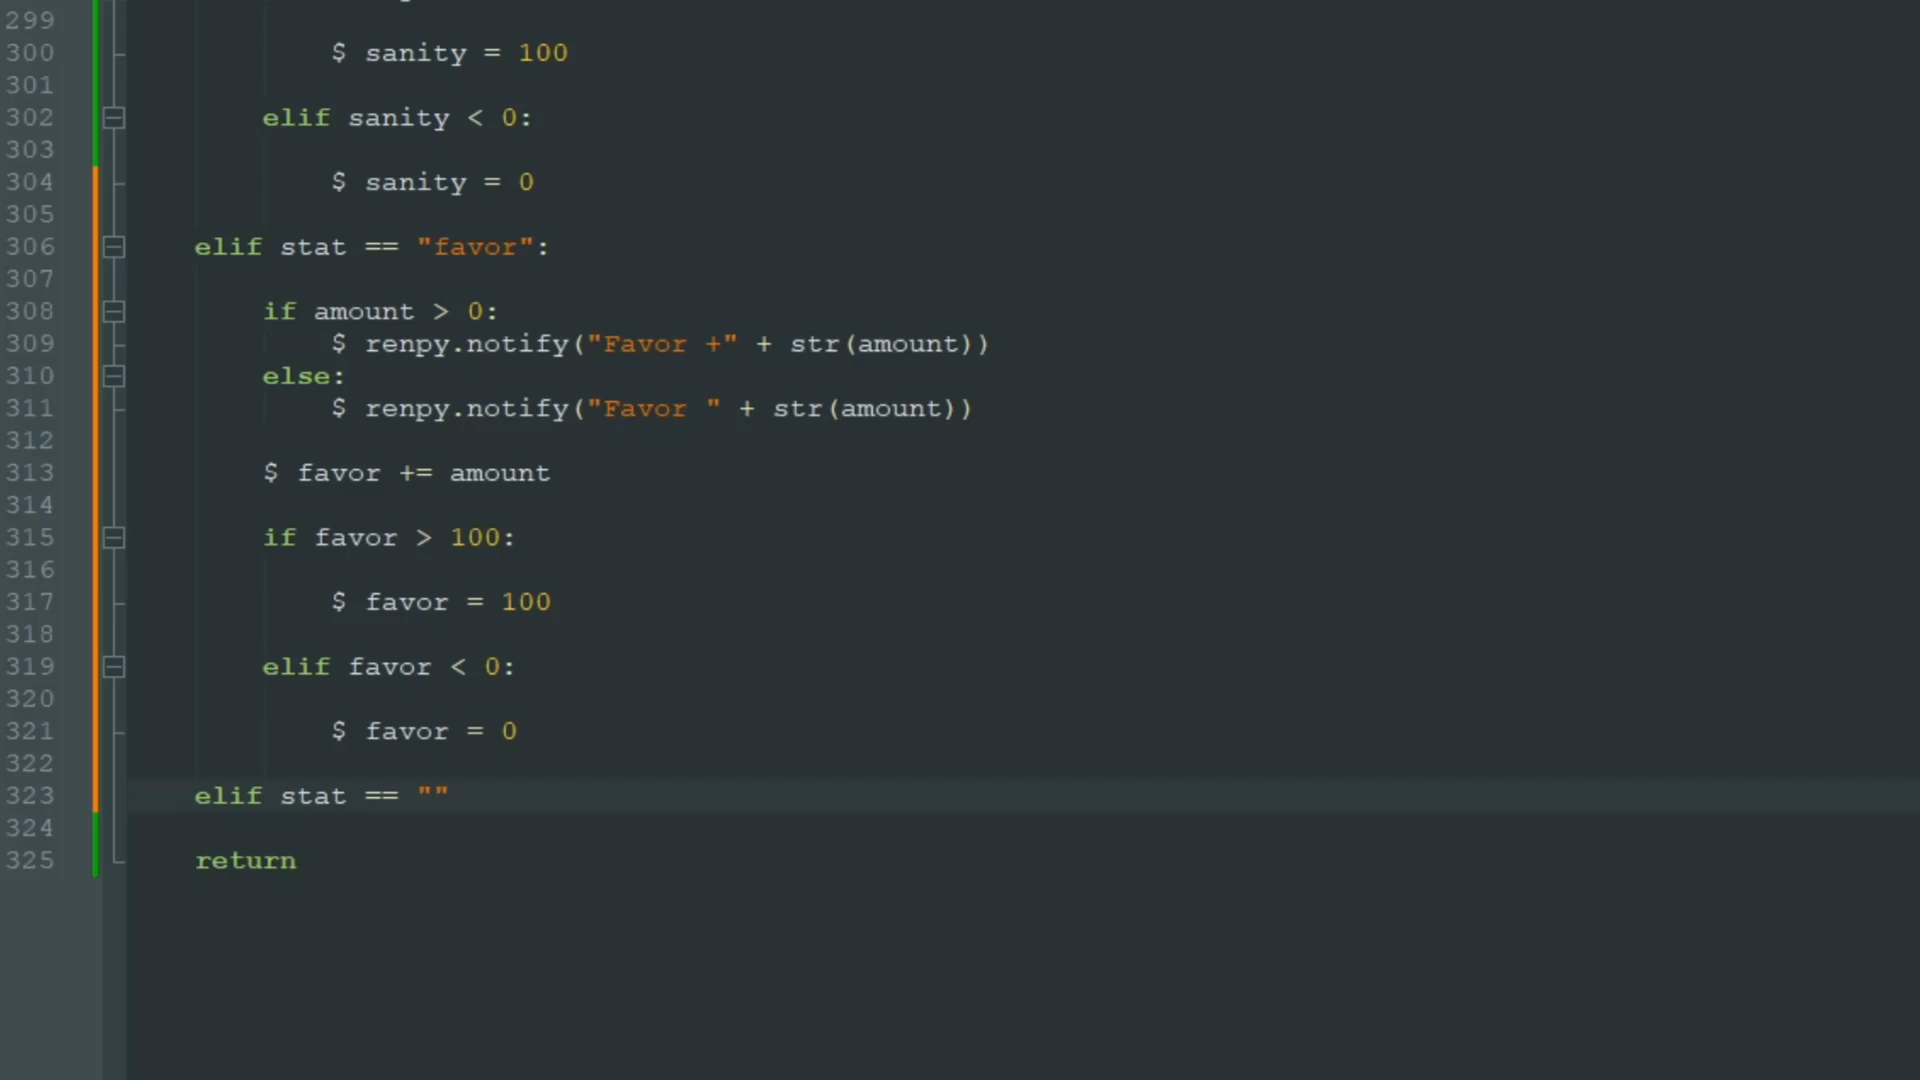 299
300 $ sanity = 100
301
302 elif sanity < 0:
303
304 $ sanity = 0
305
306 elif stat == "favor":
307
308 if amount > 0:
309 $ renpy.notify("Favor +" + str(amount))
310 else:
311 $ renpy.notify("Favor " + str(amount))
312
313 $ favor += amount
314
315 if favor > 100:
316
317 $ favor = 100
318
319 elif favor < 0:
320
321 $ favor = 0
322
323 elif stat == ""
324
325 return